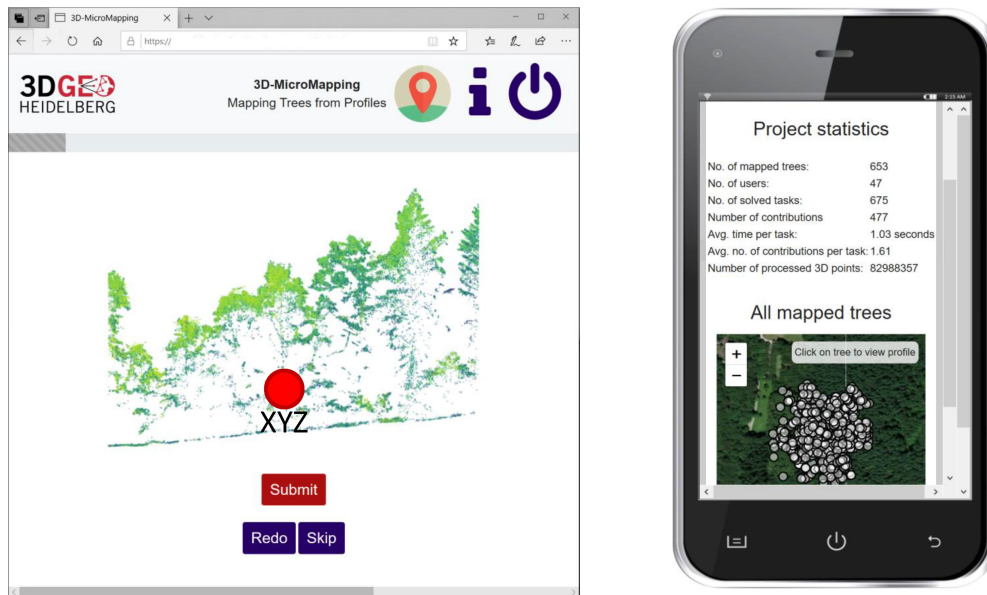 3D-MicroMapping
https://
3DGEO
HEIDELBERG
3D-MicroMapping
Mapping Trees from Profiles
XYZ
Submit
Redo
Skip
2:15 AM
Project statistics
No. of mapped trees: 653
No. of users: 47
No. of solved tasks: 675
Number of contributions 477
Avg. time per task: 1.03 seconds
Avg. no. of contributions per task: 1.61
Number of processed 3D points: 82988357
All mapped trees
+
−
Click on tree to view profile